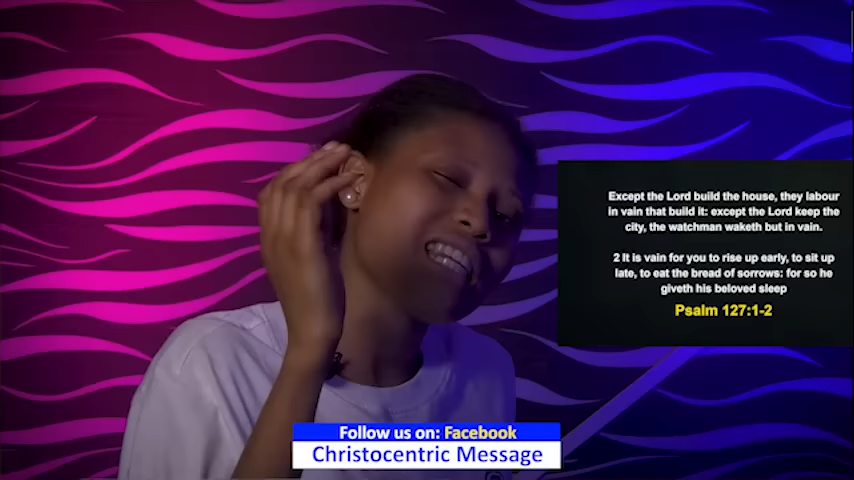 Except the Lord build the house, they labour
in vain that build it: except the Lord keep the
city, the watchman waketh but in vain.
2 It is vain for you to rise up early, to sit up
late, to eat the bread of sorrows: for so he
giveth his beloved sleep
Psalm 127:1-2
Follow us on: Facebook
Christocentric Message